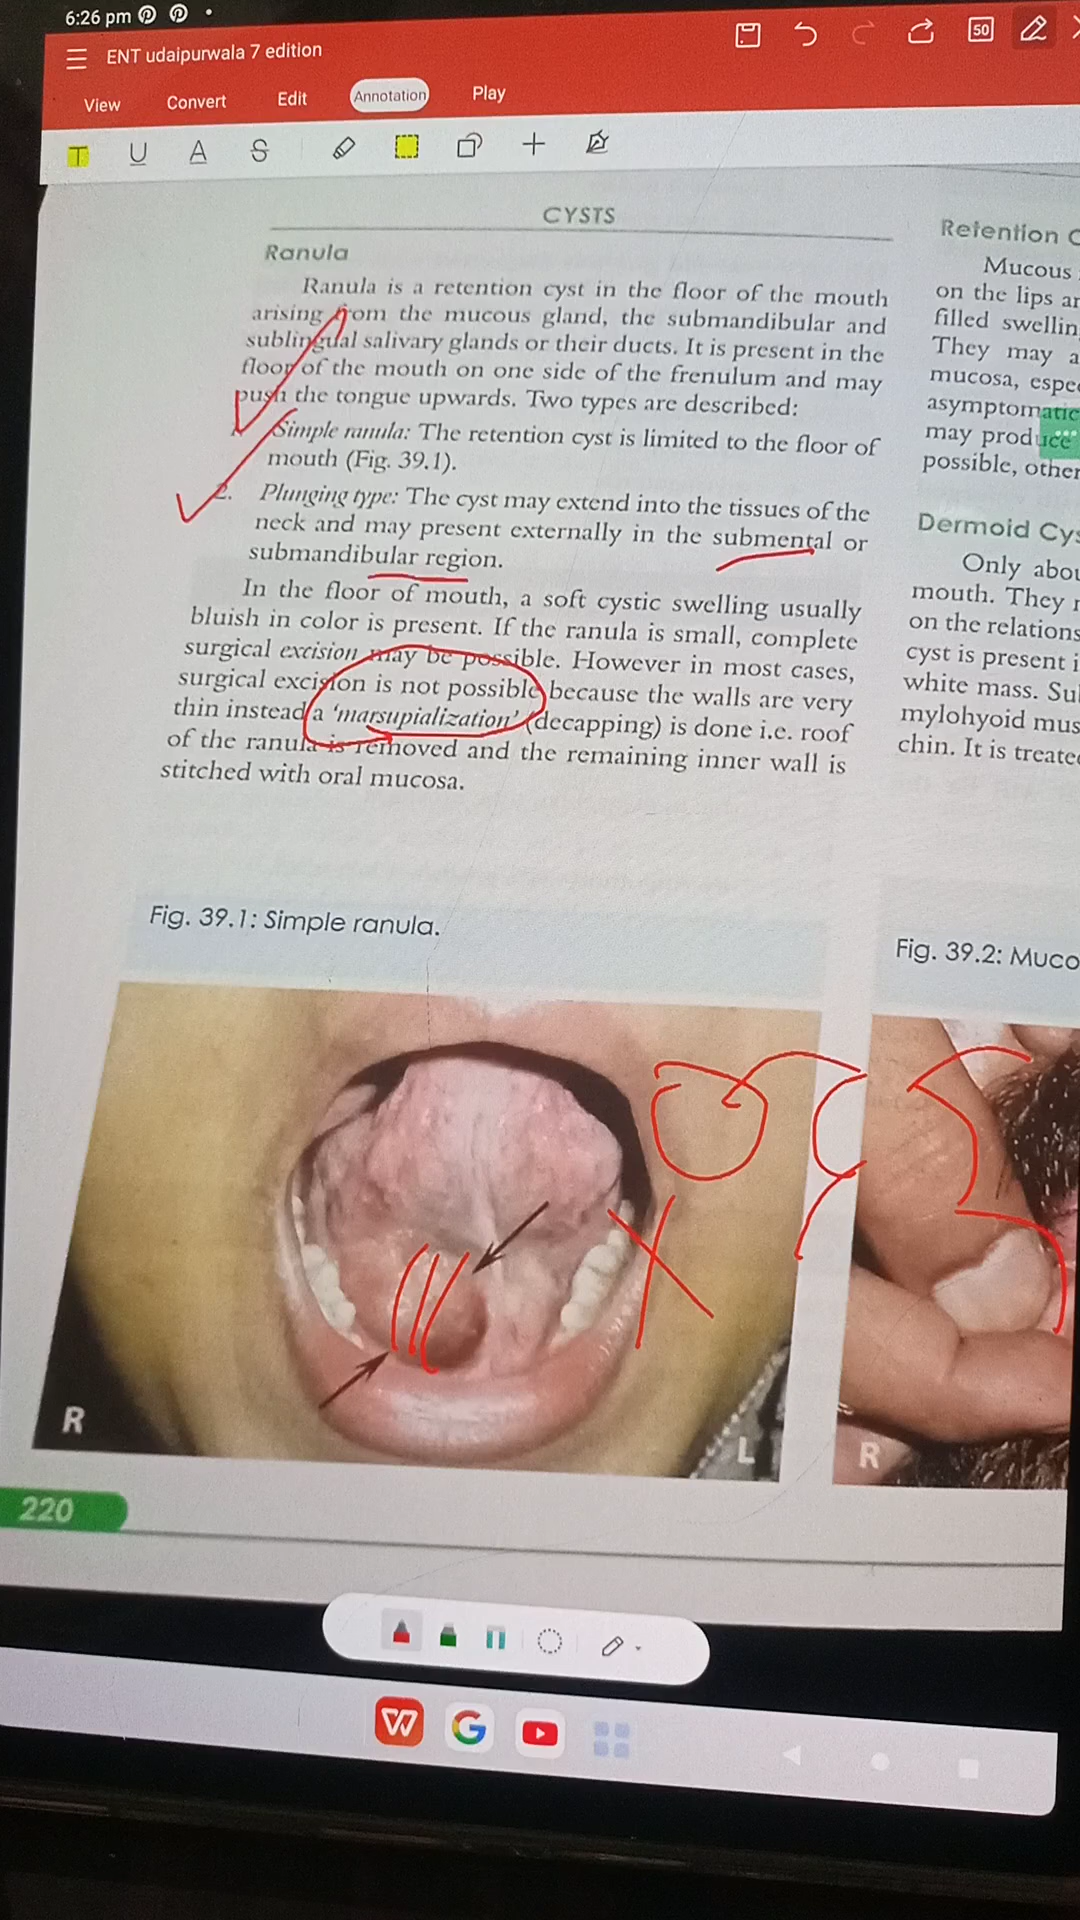 6:26 pm
ENT udaipurwala 7 edition
50
View Convert Edit Annotation Play
T U A S
CYSTS
Ranula
Ranula is a retention cyst in the floor of the mouth
arising from the mucous gland, the submandibular and
sublingual salivary glands or their ducts. It is present in the
floor of the mouth on one side of the frenulum and may
push the tongue upwards. Two types are described:
Simple ranula: The retention cyst is limited to the floor of
mouth (Fig. 39.1).
2. Plunging type: The cyst may extend into the tissues of the
neck and may present externally in the submental or
submandibular region.
In the floor of mouth, a soft cystic swelling usually
bluish in color is present. If the ranula is small, complete
surgical excision may be possible. However in most cases,
surgical excision is not possible because the walls are very
thin instead a 'marsupialization' (decapping) is done i.e. roof
of the ranula is removed and the remaining inner wall is
stitched with oral mucosa.
Fig. 39.1: Simple ranula.
R
L
220
Retention C
Mucous
on the lips ar
filled swellin
They may a
mucosa, espe
asymptomatic
may produce
possible, other
Dermoid Cys
Only abou
mouth. They
on the relations
cyst is present i
white mass. Su
mylohyoid mus
chin. It is treate
Fig. 39.2: Muco
R